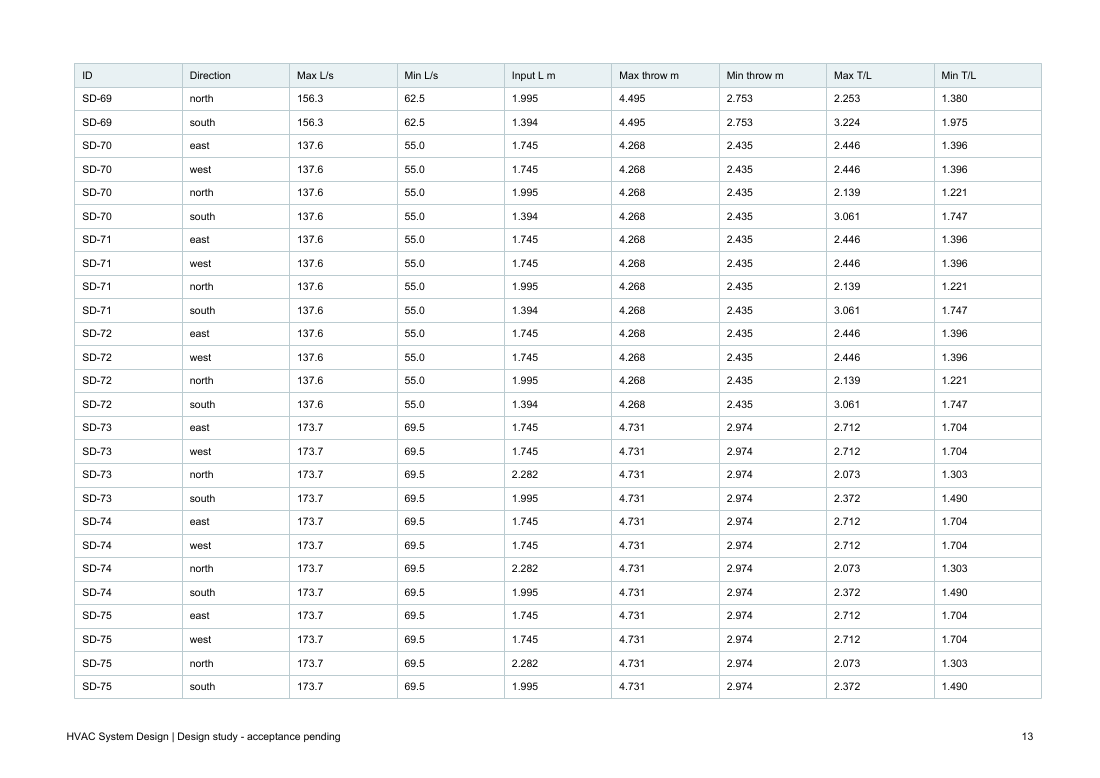 ID Direction Max L/s Min L/s Input L m Max throw m Min throw m Max T/L Min T/L
SD-69 north 156.3 62.5 1.995 4.495 2.753 2.253 1.380
SD-69 south 156.3 62.5 1.394 4.495 2.753 3.224 1.975
SD-70 east 137.6 55.0 1.745 4.268 2.435 2.446 1.396
SD-70 west 137.6 55.0 1.745 4.268 2.435 2.446 1.396
SD-70 north 137.6 55.0 1.995 4.268 2.435 2.139 1.221
SD-70 south 137.6 55.0 1.394 4.268 2.435 3.061 1.747
SD-71 east 137.6 55.0 1.745 4.268 2.435 2.446 1.396
SD-71 west 137.6 55.0 1.745 4.268 2.435 2.446 1.396
SD-71 north 137.6 55.0 1.995 4.268 2.435 2.139 1.221
SD-71 south 137.6 55.0 1.394 4.268 2.435 3.061 1.747
SD-72 east 137.6 55.0 1.745 4.268 2.435 2.446 1.396
SD-72 west 137.6 55.0 1.745 4.268 2.435 2.446 1.396
SD-72 north 137.6 55.0 1.995 4.268 2.435 2.139 1.221
SD-72 south 137.6 55.0 1.394 4.268 2.435 3.061 1.747
SD-73 east 173.7 69.5 1.745 4.731 2.974 2.712 1.704
SD-73 west 173.7 69.5 1.745 4.731 2.974 2.712 1.704
SD-73 north 173.7 69.5 2.282 4.731 2.974 2.073 1.303
SD-73 south 173.7 69.5 1.995 4.731 2.974 2.372 1.490
SD-74 east 173.7 69.5 1.745 4.731 2.974 2.712 1.704
SD-74 west 173.7 69.5 1.745 4.731 2.974 2.712 1.704
SD-74 north 173.7 69.5 2.282 4.731 2.974 2.073 1.303
SD-74 south 173.7 69.5 1.995 4.731 2.974 2.372 1.490
SD-75 east 173.7 69.5 1.745 4.731 2.974 2.712 1.704
SD-75 west 173.7 69.5 1.745 4.731 2.974 2.712 1.704
SD-75 north 173.7 69.5 2.282 4.731 2.974 2.073 1.303
SD-75 south 173.7 69.5 1.995 4.731 2.974 2.372 1.490
HVAC System Design | Design study - acceptance pending 13